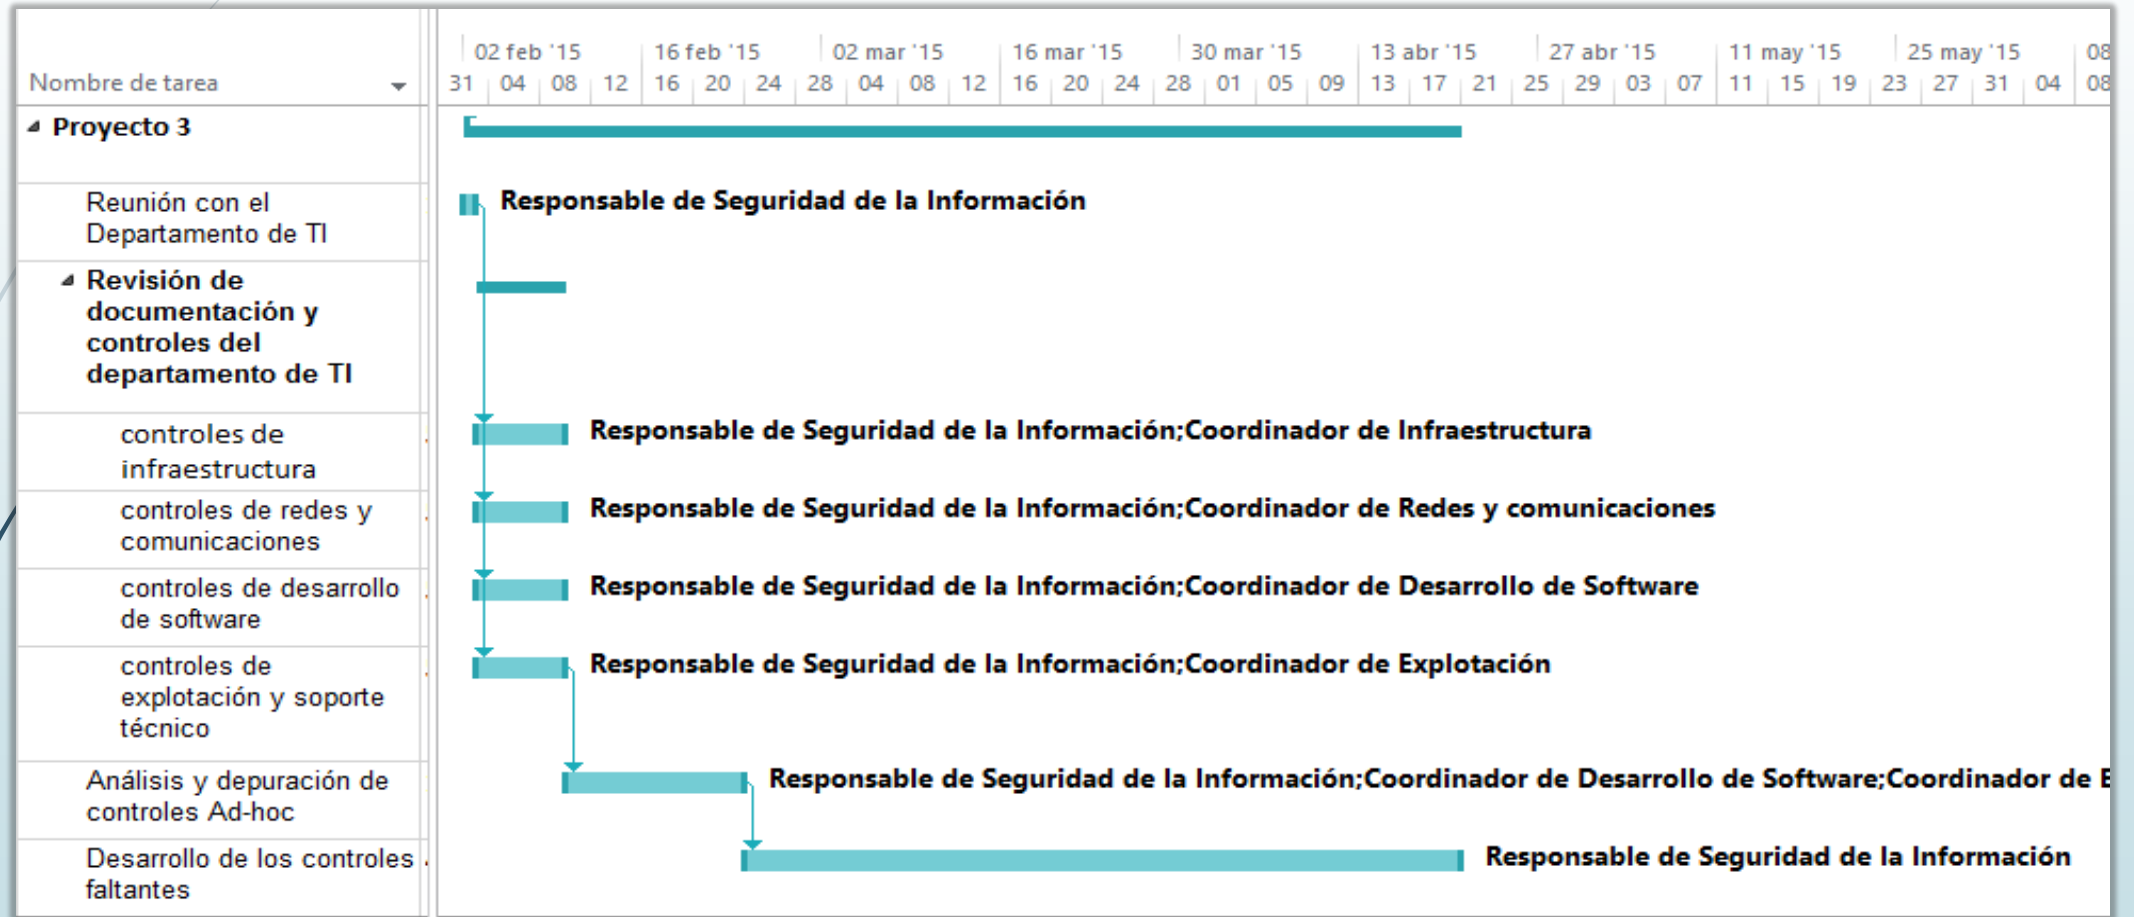 02 feb '15 16 feb '15 02 mar '15 16 mar '15 30 mar '15 13 abr '15 27 abr '15 11 may '15 25 may '15 08
Nombre de tarea 31 04 08 12 16 20 24 28 04 08 12 16 20 24 28 01 05 09 13 17 21 25 29 03 07 11 15 19 23 27 31 04 08
Proyecto 3
Reunión con el
Departamento de TI
Responsable de Seguridad de la Información
Revisión de
documentación y
controles del
departamento de TI
controles de
infraestructura
Responsable de Seguridad de la Información;Coordinador de Infraestructura
controles de redes y
comunicaciones
Responsable de Seguridad de la Información;Coordinador de Redes y comunicaciones
controles de desarrollo
de software
Responsable de Seguridad de la Información;Coordinador de Desarrollo de Software
controles de
explotación y soporte
técnico
Responsable de Seguridad de la Información;Coordinador de Explotación
Análisis y depuración de
controles Ad-hoc
Responsable de Seguridad de la Información;Coordinador de Desarrollo de Software;Coordinador de E
Desarrollo de los controles
faltantes
Responsable de Seguridad de la Información